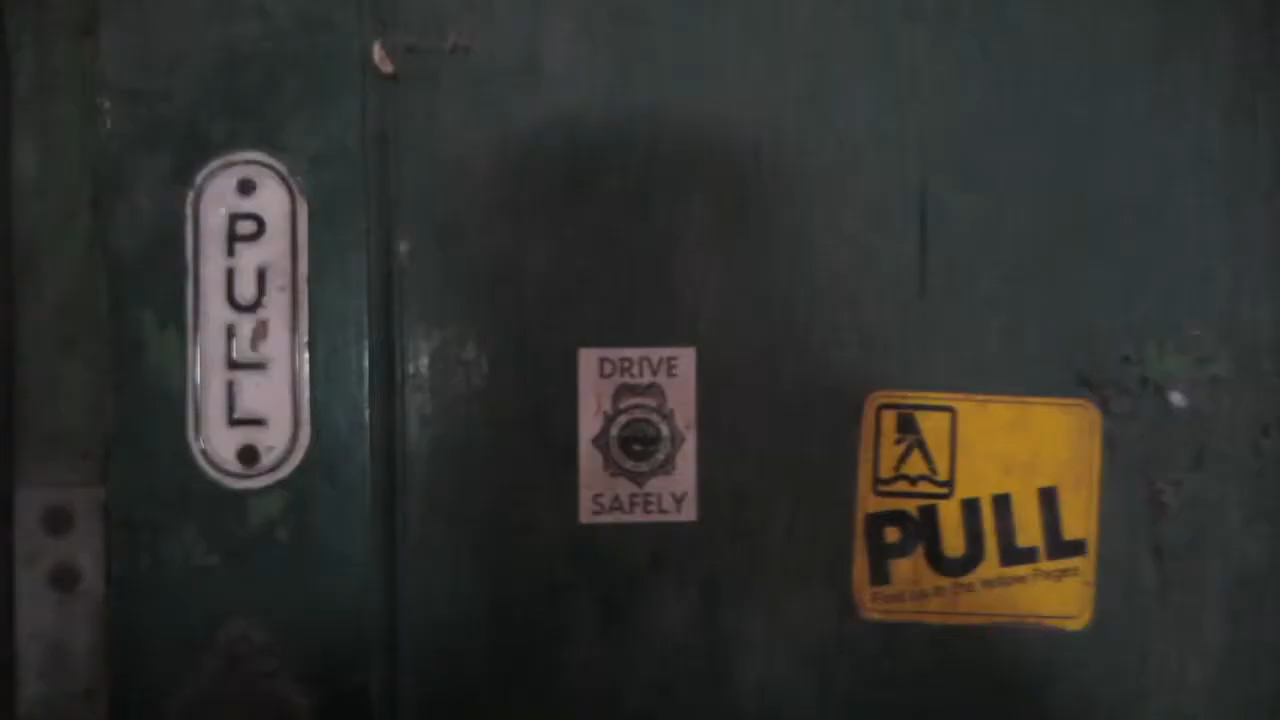 PULL
DRIVE
SAFELY
PULL
Find us in the Yellow Pages